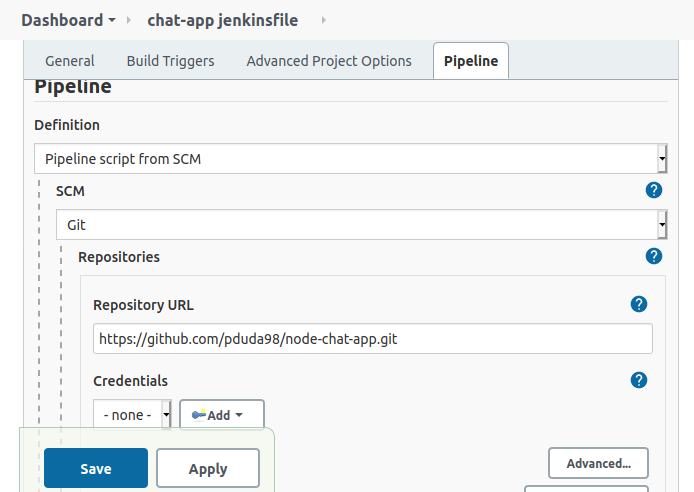 Dashboard chat-app jenkinsfile
General Build Triggers Advanced Project Options Pipeline
Pipeline
Definition
Pipeline script from SCM
SCM
Git
Repositories
Repository URL
https://github.com/pduda98/node-chat-app.git
Credentials
- none - Add
Save Apply Advanced...